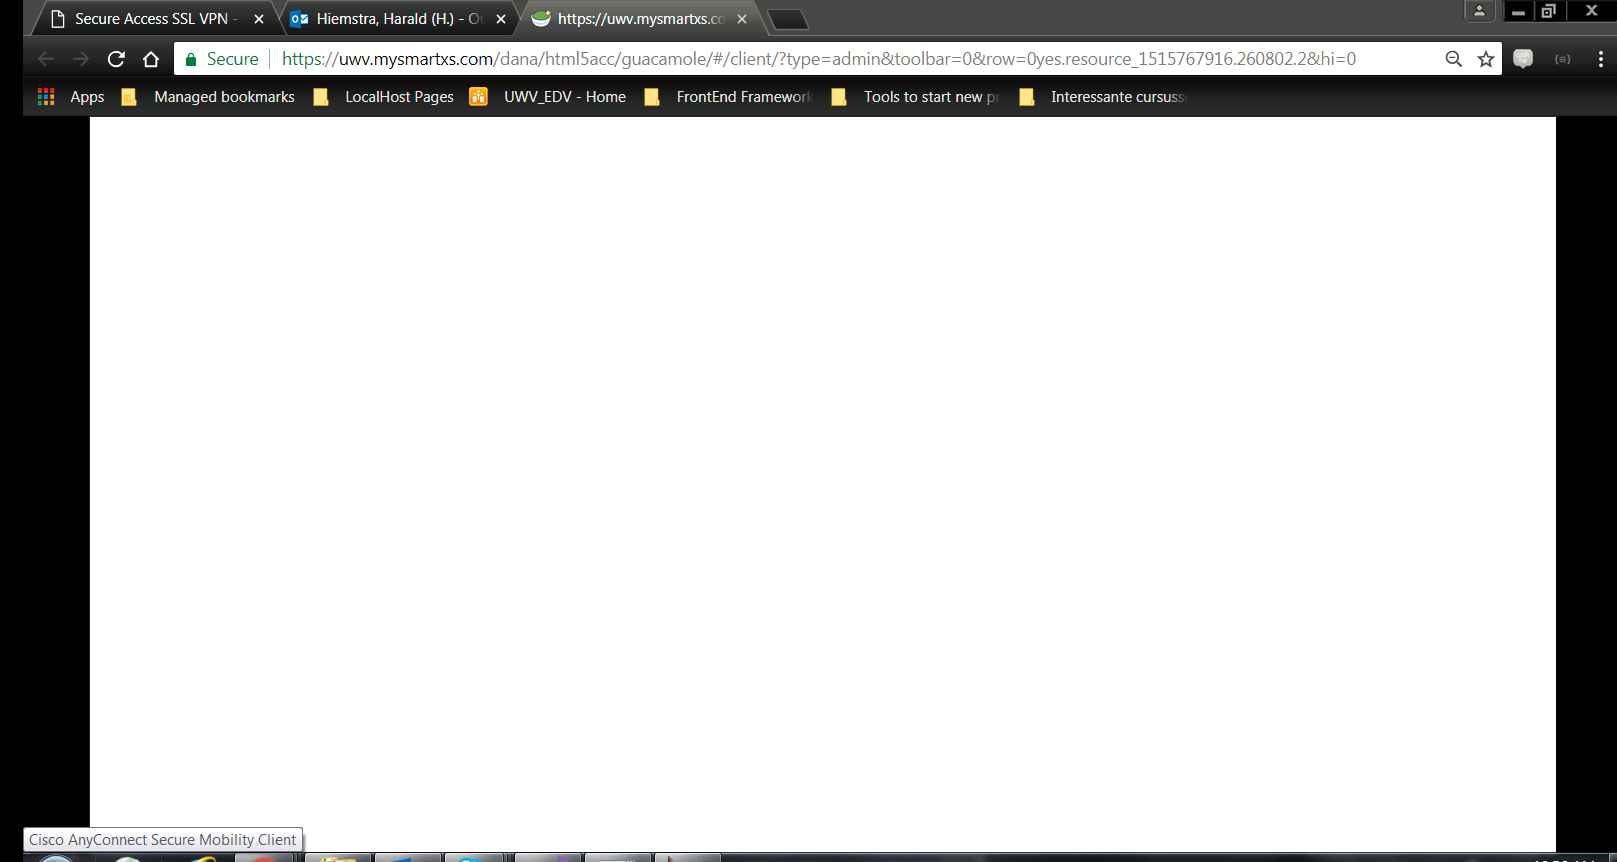 Secure Access SSL VPN -
Hiemstra, Harald (H.) - Ou
https://uwv.mysmartxs.co
Secure
https://uwv.mysmartxs.com/dana/html5acc/guacamole/#/client/?type=admin&toolbar=0&row=0yes.resource_1515767916.260802.2&hi=0
Apps Managed bookmarks LocalHost Pages UWV_EDV - Home FrontEnd Framework Tools to start new pr Interessante cursusse
Cisco AnyConnect Secure Mobility Client